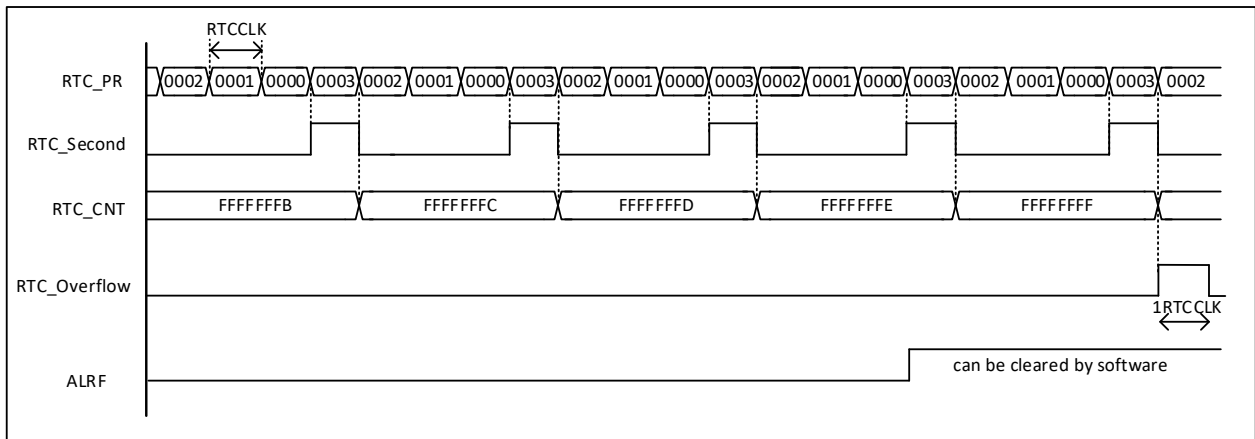 RTCCLK
RTC_PR 0002 0001 0000 0003 0002 0001 0000 0003 0002 0001 0000 0003 0002 0001 0000 0003 0002 0001 0000 0003 0002
RTC_Second
RTC_CNT FFFFFFFB FFFFFFFC FFFFFFFD FFFFFFFE FFFFFFFF
RTC_Overflow
1RTCCLK
can be cleared by software
ALRF